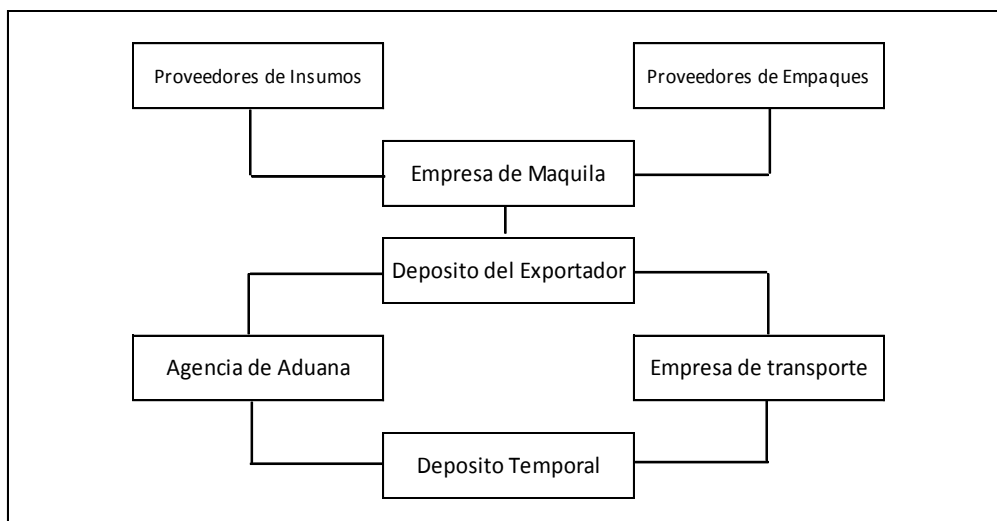 Proveedores de Insumos
Proveedores de Empaques
Empresa de Maquila
Deposito del Exportador
Agencia de Aduana
Empresa de transporte
Deposito Temporal